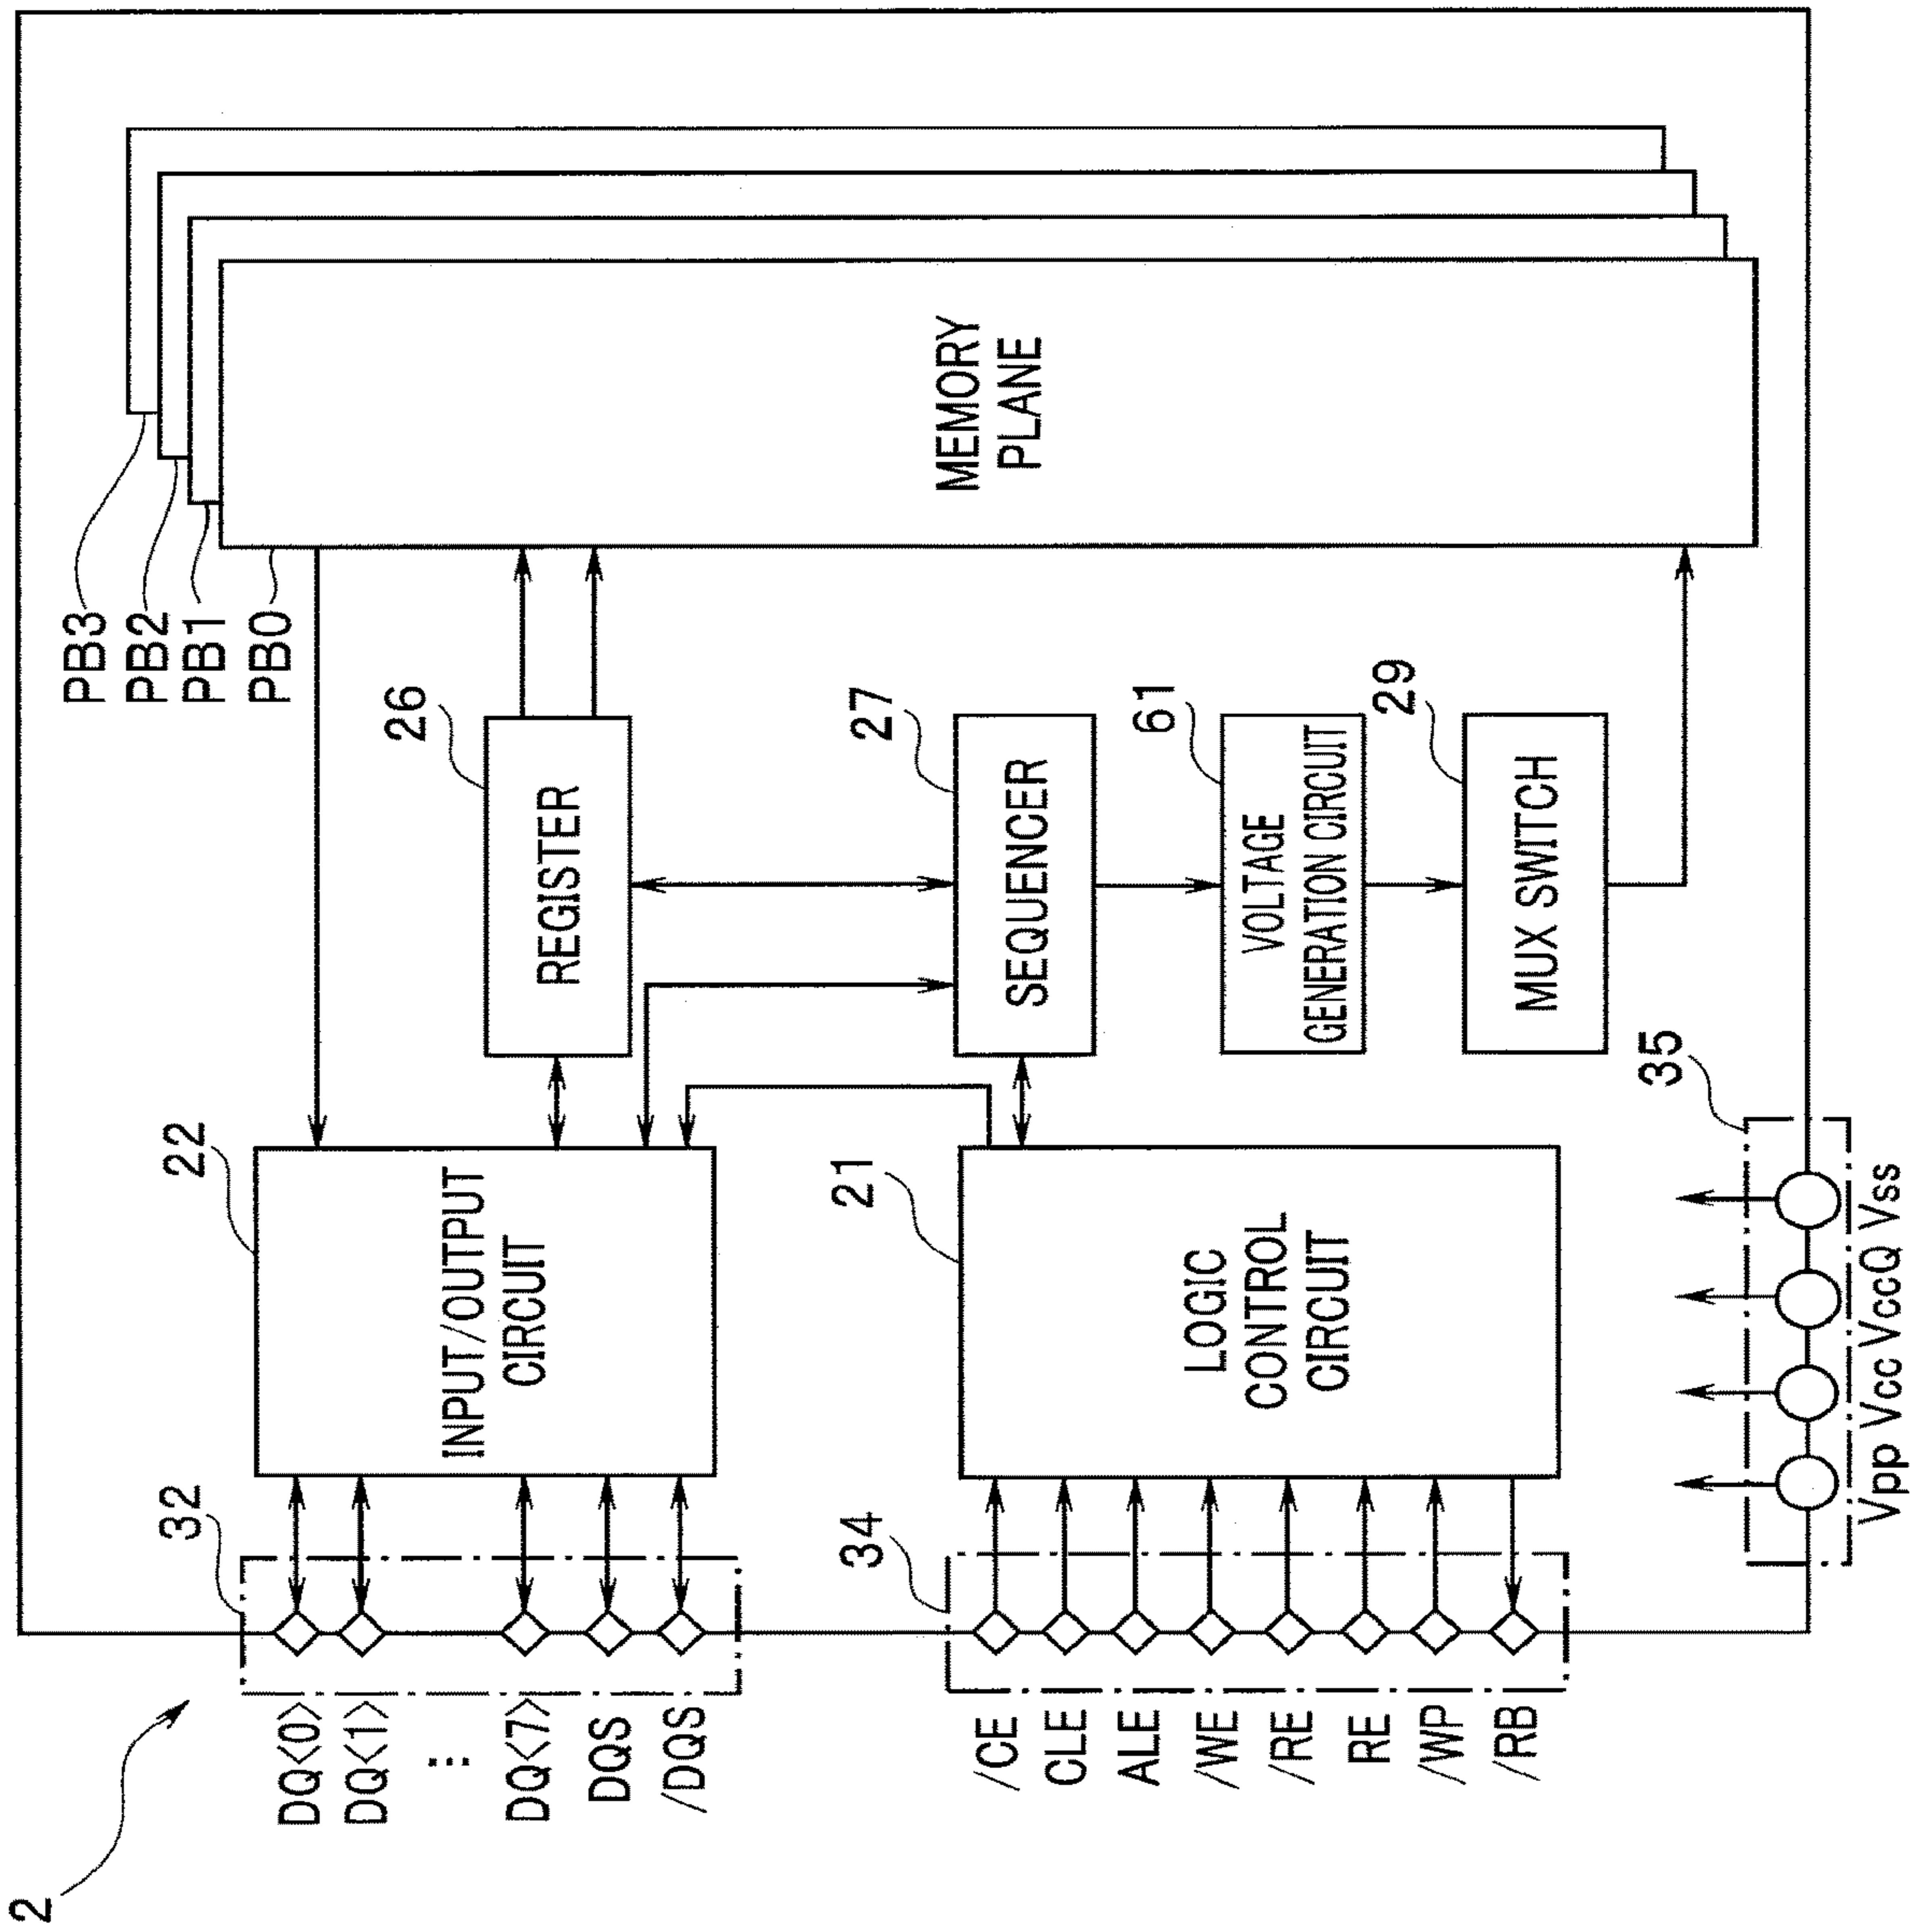 2
32
DQ<0>
DQ<1>
⋮
DQ<7>
DQS
/DQS
34
/CE
CLE
ALE
/WE
/RE
RE
/WP
/RB
22
INPUT/OUTPUT
CIRCUIT
21
LOGIC
CONTROL
CIRCUIT
26
REGISTER
27
SEQUENCER
61
VOLTAGE
GENERATION CIRCUIT
29
MUX SWITCH
PB3
PB2
PB1
PB0
MEMORY
PLANE
35
Vpp Vcc VccQ Vss